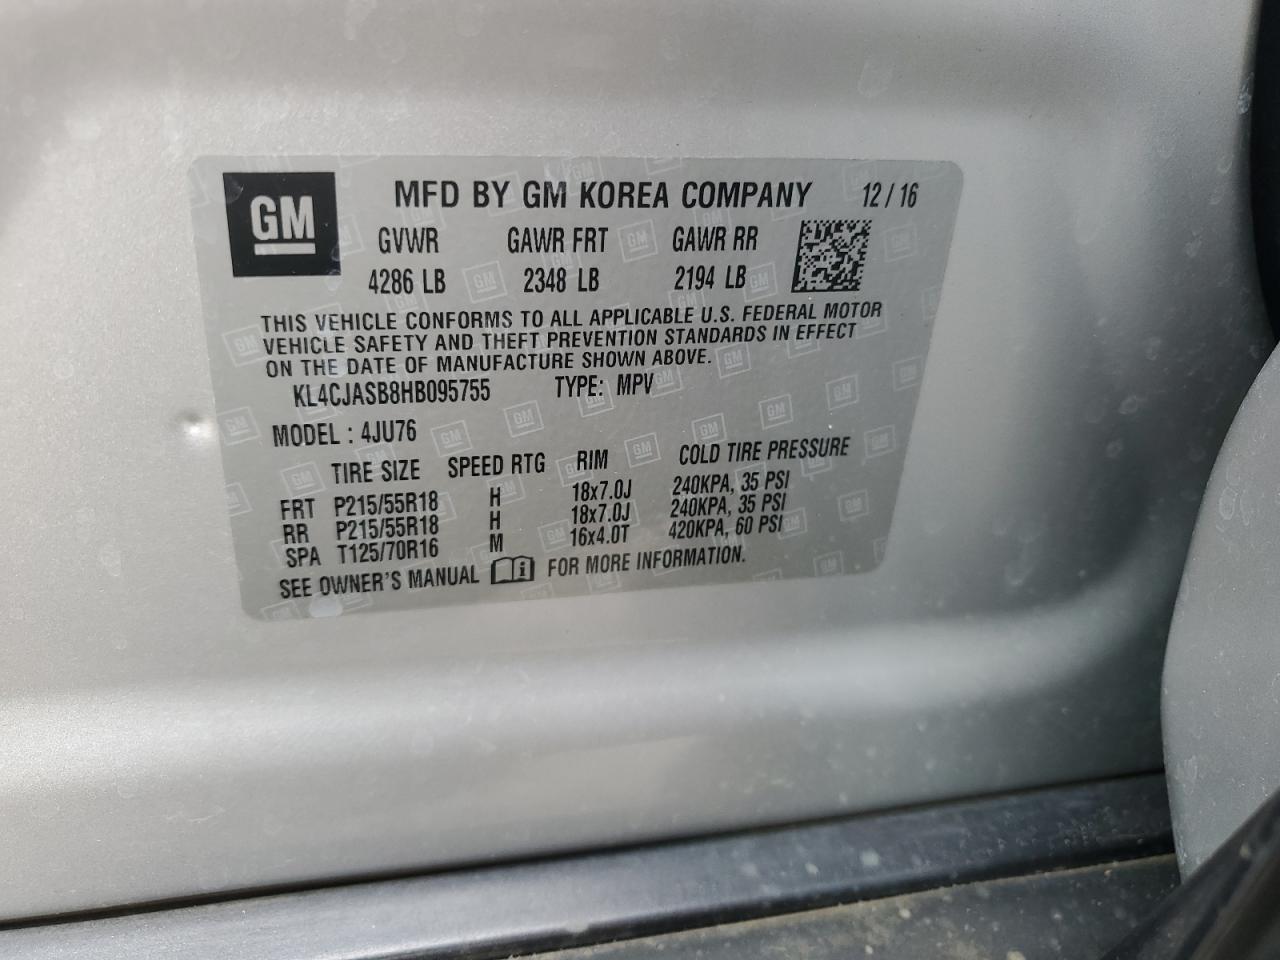 GM MFD BY GM KOREA COMPANY 12 / 16
GVWR GAWR FRT GAWR RR
4286 LB 2348 LB 2194 LB
THIS VEHICLE CONFORMS TO ALL APPLICABLE U.S. FEDERAL MOTOR
VEHICLE SAFETY AND THEFT PREVENTION STANDARDS IN EFFECT
ON THE DATE OF MANUFACTURE SHOWN ABOVE.
KL4CJASB8HB095755 TYPE: MPV
MODEL : 4JU76
TIRE SIZE SPEED RTG RIM COLD TIRE PRESSURE
FRT P215/55R18 H 18x7.0J 240KPA, 35 PSI
RR P215/55R18 H 18x7.0J 240KPA, 35 PSI
SPA T125/70R16 M 16x4.0T 420KPA, 60 PSI
SEE OWNER'S MANUAL i FOR MORE INFORMATION.